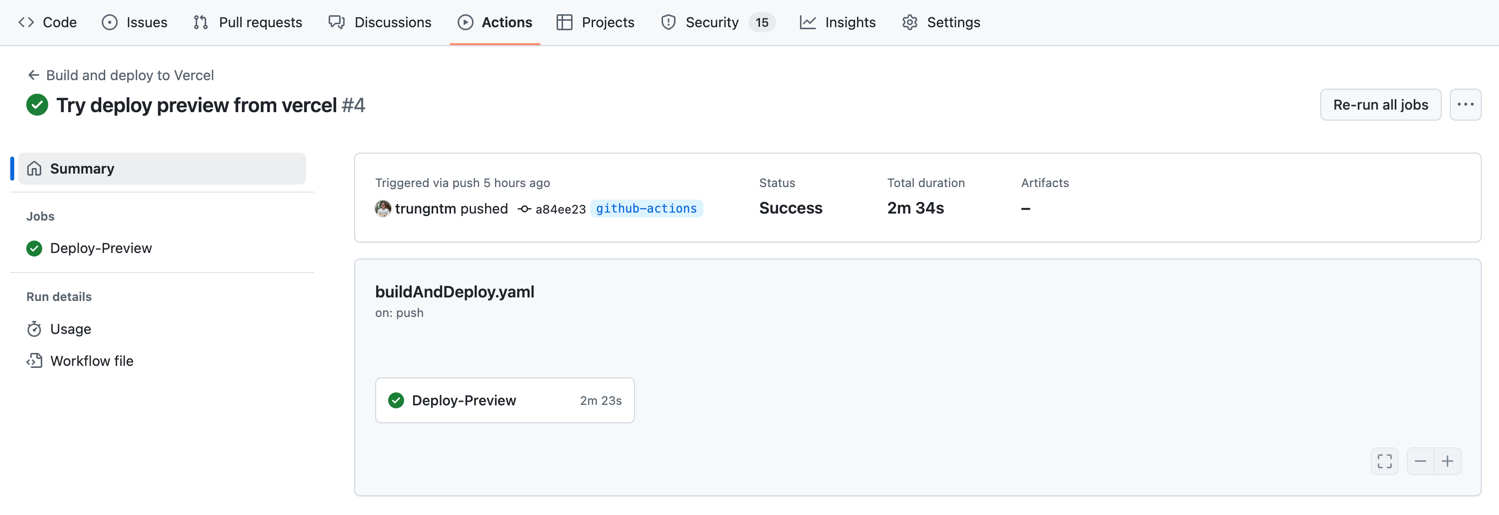 Code Issues Pull requests Discussions Actions Projects Security 15 Insights Settings
Build and deploy to Vercel
Try deploy preview from vercel #4
Re-run all jobs
Summary
Jobs
Deploy-Preview
Run details
Usage
Workflow file
Triggered via push 5 hours ago
trungntm pushed a84ee23 github-actions
Status
Success
Total duration
2m 34s
Artifacts
–
buildAndDeploy.yaml
on: push
Deploy-Preview 2m 23s